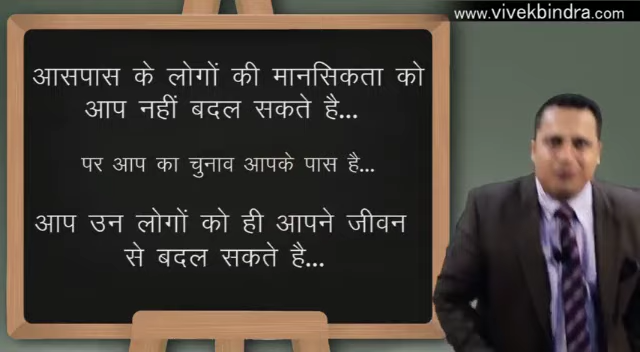 www.vivekbindra.com
आसपास के लोगों की मानसिकता को
आप नहीं बदल सकते है...
पर आप का चुनाव आपके पास है...
आप उन लोगों को ही आपने जीवन
से बदल सकते है...